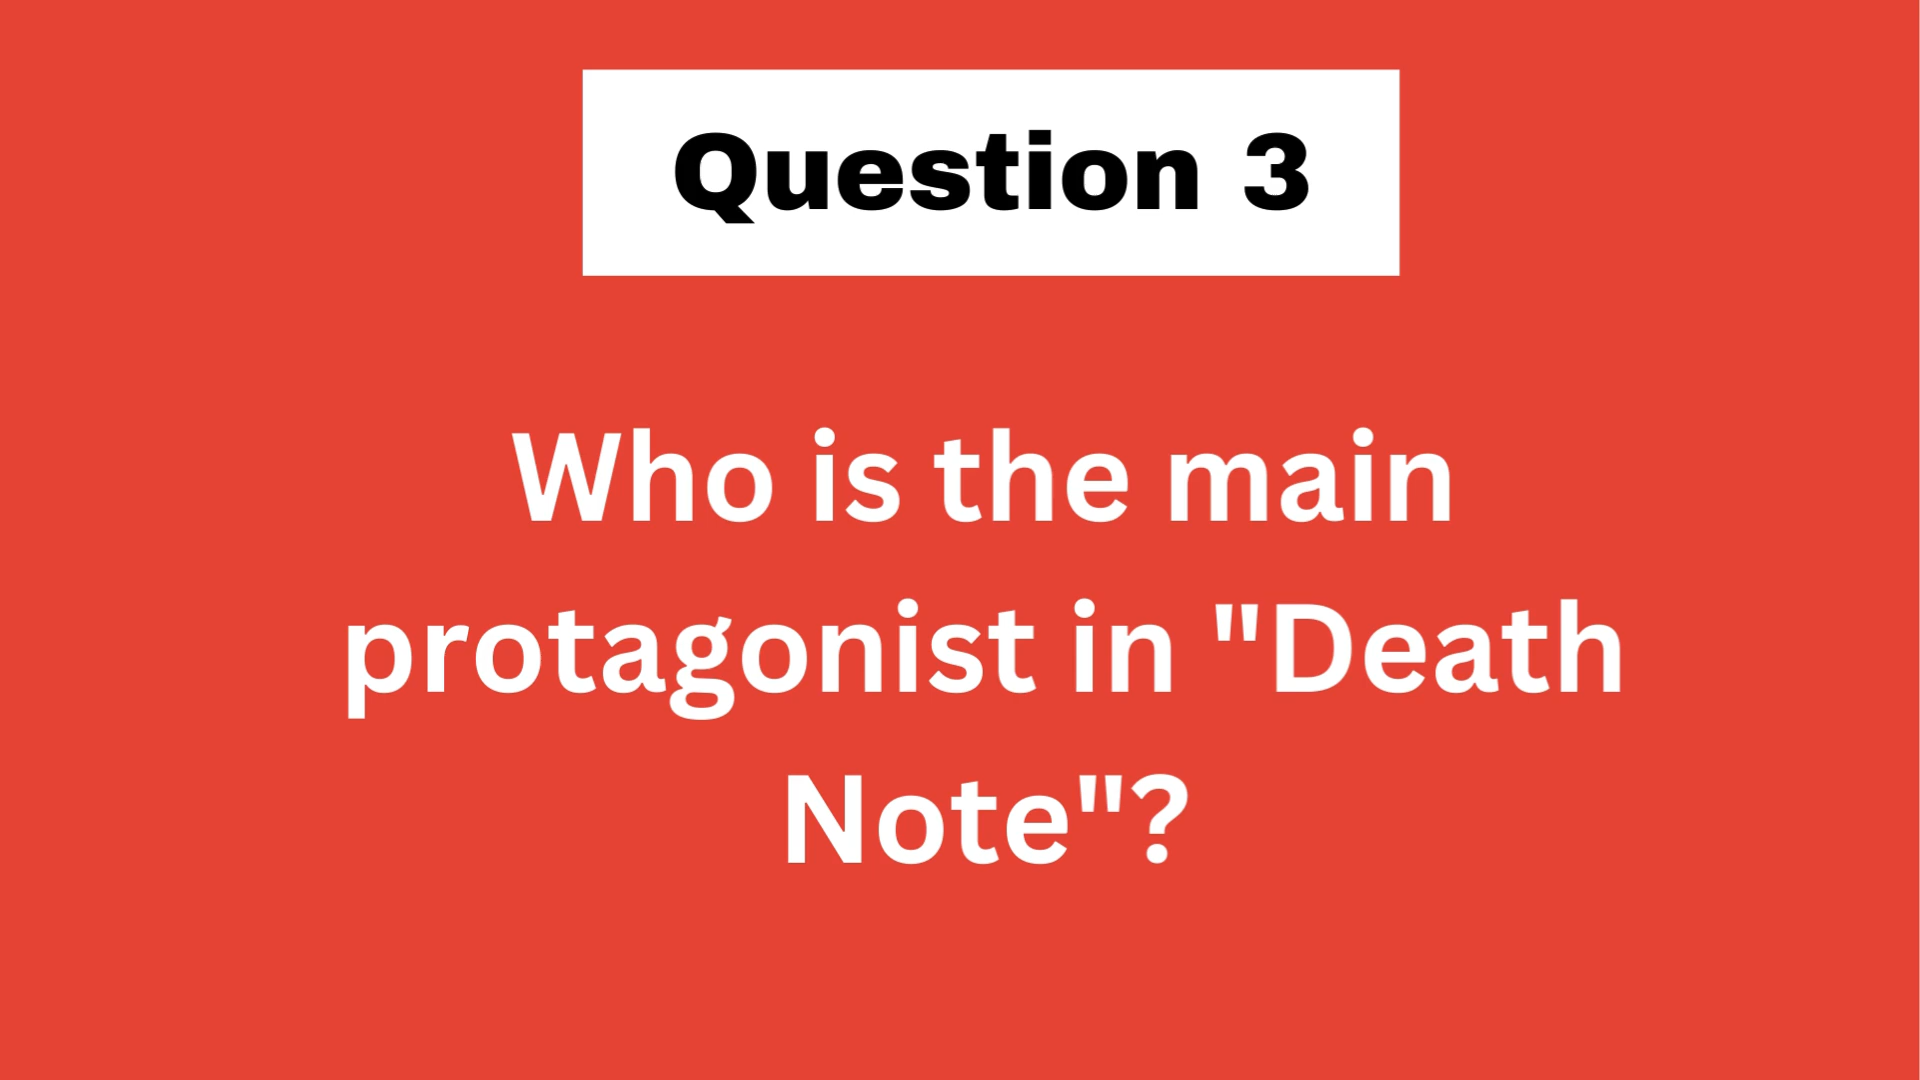 Question 3
Who is the main
protagonist in "Death
Note"?